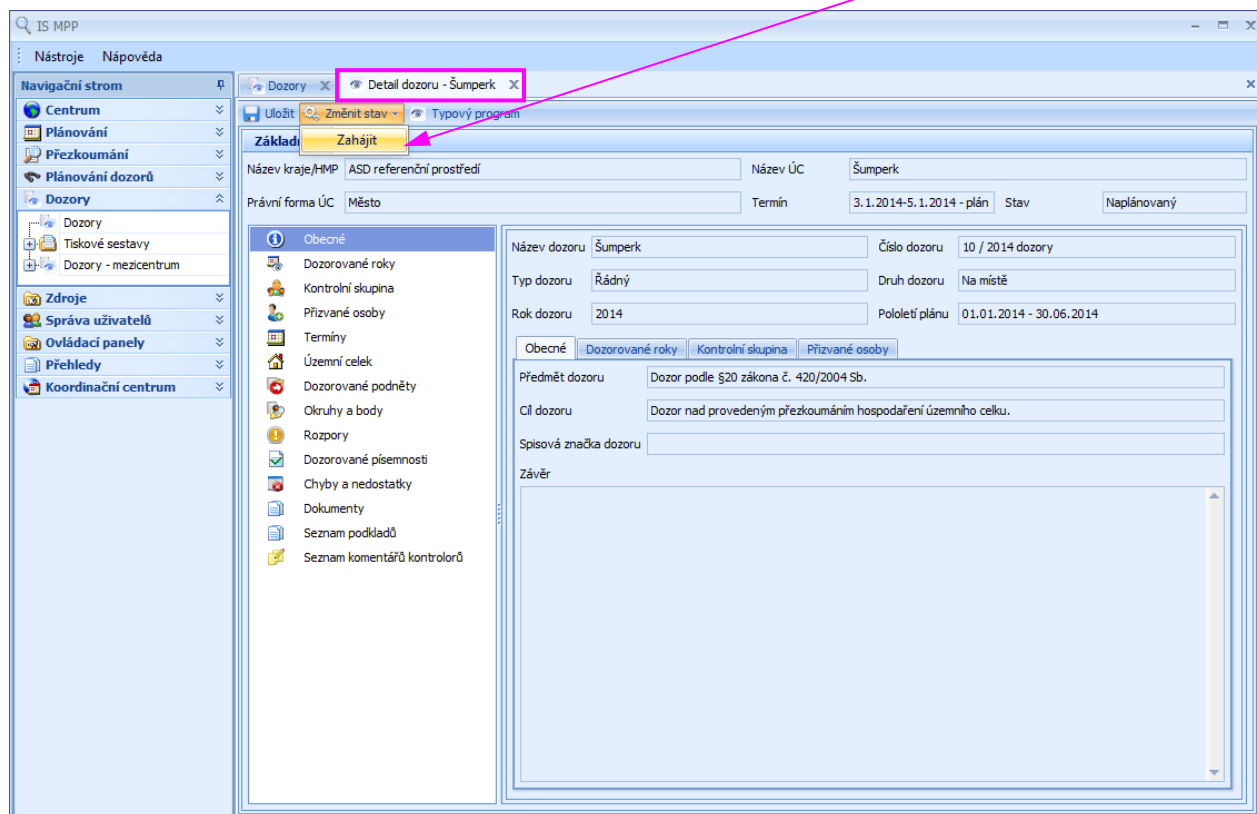 IS MPP
Nástroje Nápověda
Navigační strom
Centrum
Plánování
Přezkoumání
Plánování dozorů
Dozory
Dozory
Tiskové sestavy
Dozory - mezicentrum
Zdroje
Správa uživatelů
Ovládací panely
Přehledy
Koordinační centrum
Dozory Detail dozoru - Šumperk
Uložit Změnit stav Typový program
Základ Zahájit
Název kraje/HMP ASD referenční prostředí Název ÚC Šumperk
Právní forma ÚC Město Termín 3.1.2014-5.1.2014 - plán Stav Naplánovaný
Obecné
Dozorované roky
Kontrolní skupina
Přizvané osoby
Termíny
Územní celek
Dozorované podněty
Okruhy a body
Rozpory
Dozorované písemnosti
Chyby a nedostatky
Dokumenty
Seznam podkladů
Seznam komentářů kontrolorů
Název dozoru Šumperk Číslo dozoru 10 / 2014 dozory
Typ dozoru Řádný Druh dozoru Na místě
Rok dozoru 2014 Pololetí plánu 01.01.2014 - 30.06.2014
Obecné Dozorované roky Kontrolní skupina Přizvané osoby
Předmět dozoru Dozor podle §20 zákona č. 420/2004 Sb.
Cíl dozoru Dozor nad provedeným přezkoumáním hospodaření územního celku.
Spisová značka dozoru
Závěr